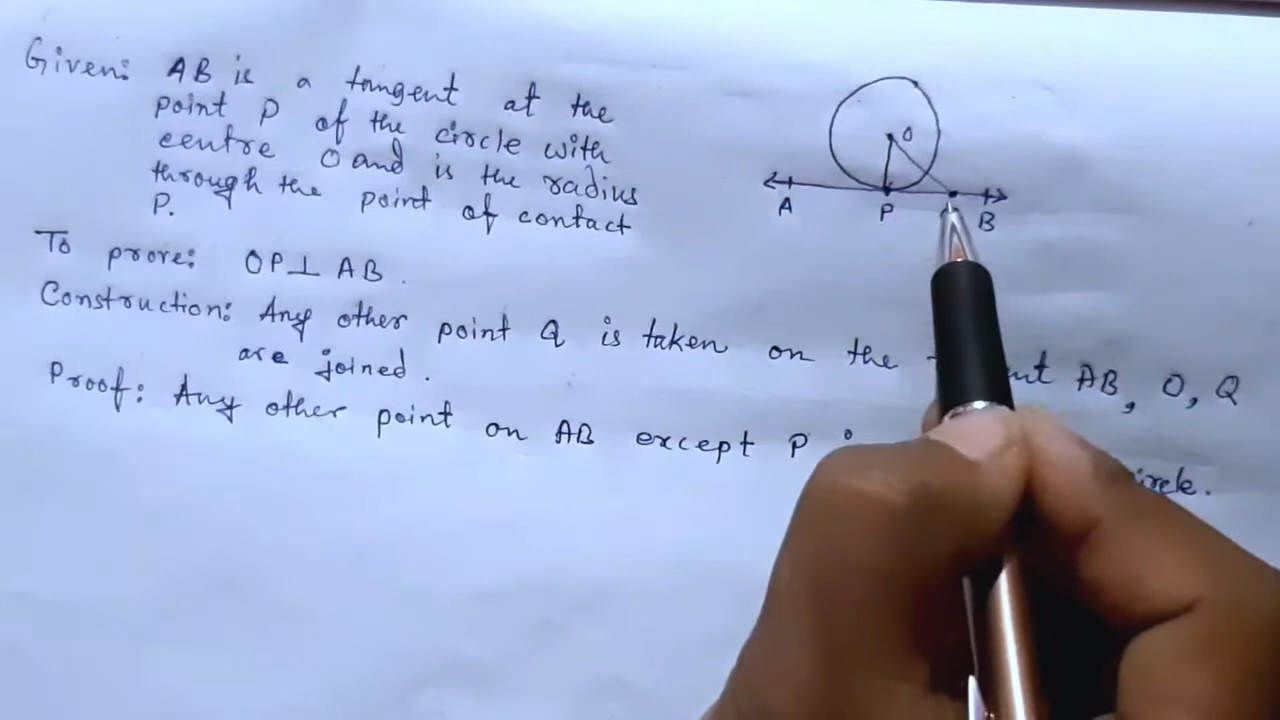 Given: AB is a tangent at the
point P of the circle with
centre O and is the radius
through the point of contact
P.
To prove: OP⊥ AB.
Construction: Any other point Q is taken on the AB, O, Q
are joined.
Proof: Any other point on AB except P
O
A
P
B